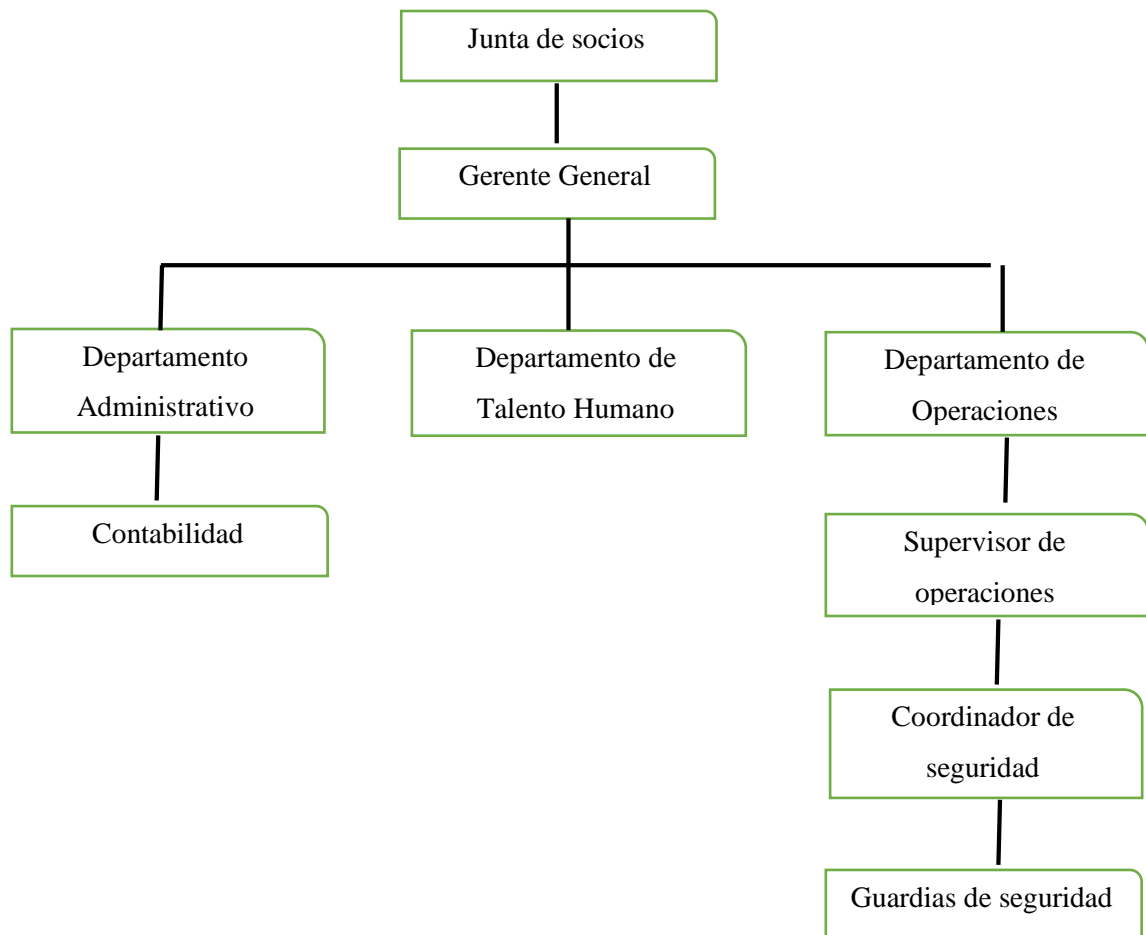 Junta de socios
Gerente General
Departamento
Administrativo
Departamento de
Talento Humano
Departamento de
Operaciones
Contabilidad
Supervisor de
operaciones
Coordinador de
seguridad
Guardias de seguridad